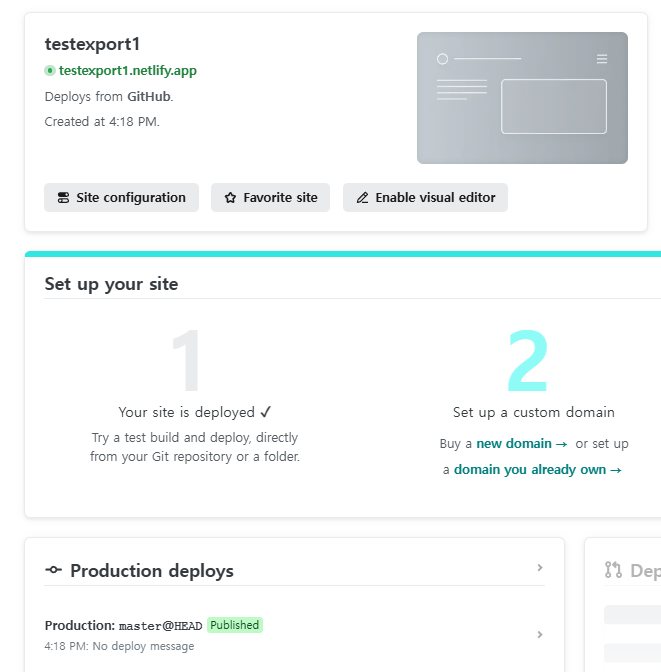 testexport1
testexport1.netlify.app
Deploys from GitHub.
Created at 4:18 PM.
Site configuration
Favorite site
Enable visual editor
Set up your site
1
Your site is deployed ✓
Try a test build and deploy, directly
from your Git repository or a folder.
2
Set up a custom domain
Buy a new domain → or set up
a domain you already own →
Production deploys
Production: master@HEAD Published
4:18 PM: No deploy message
Dep